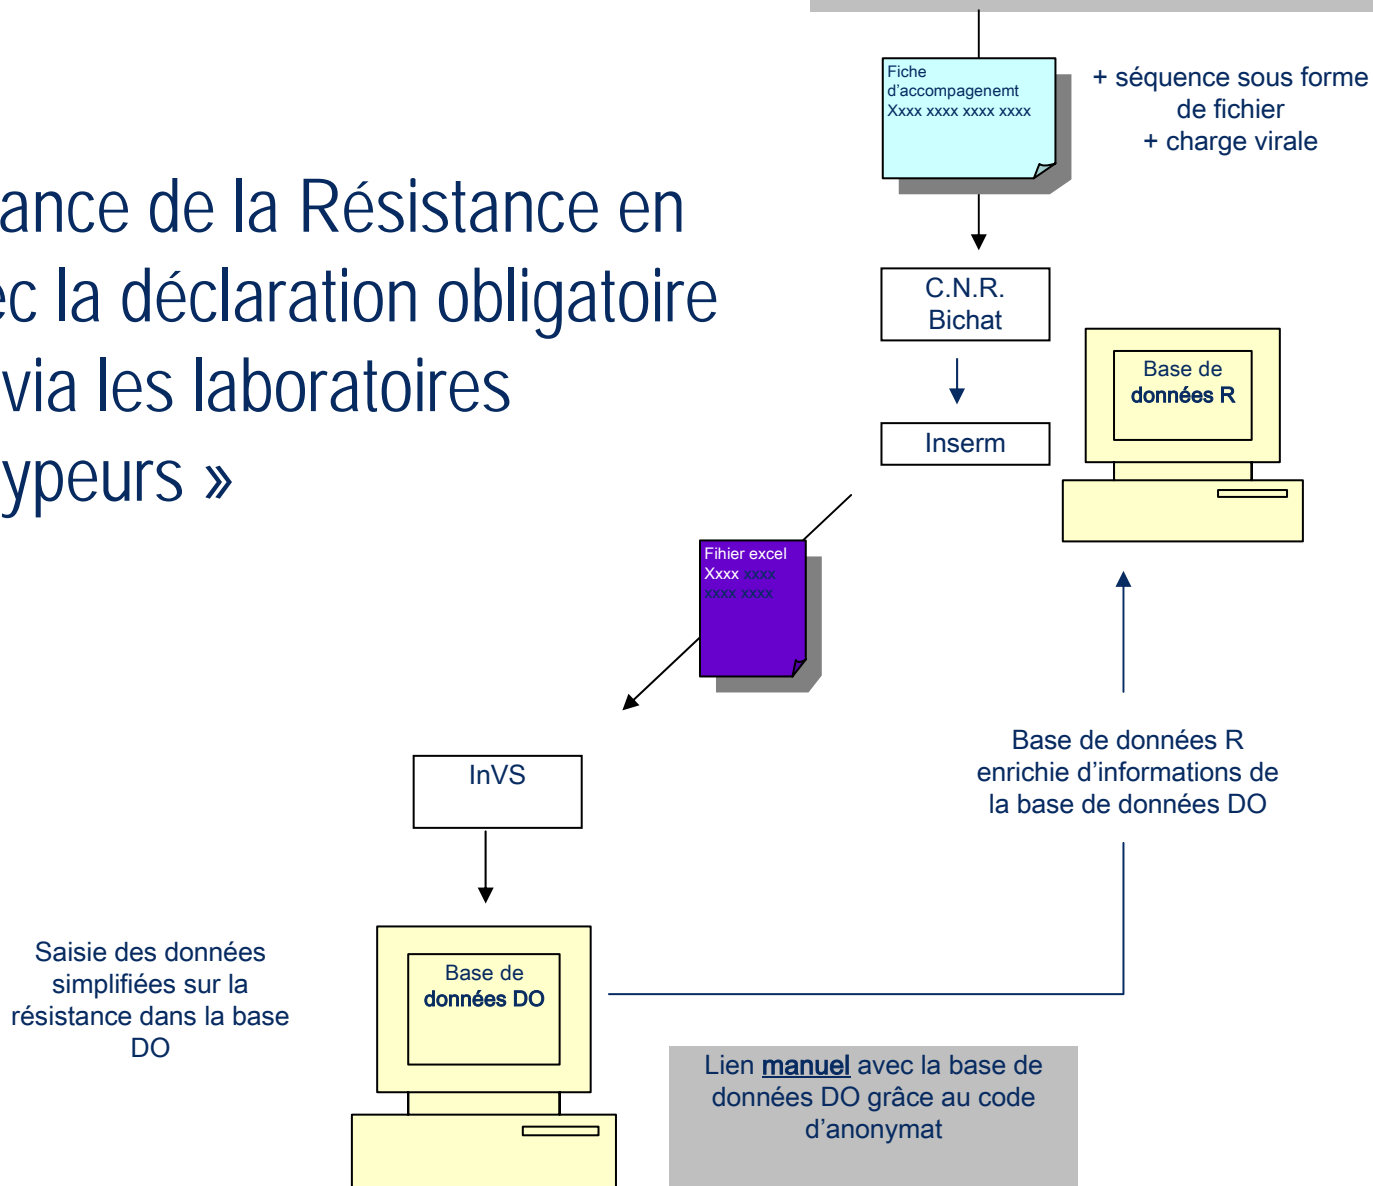 Fiche
d'accompagenemt
Xxxx xxxx xxxx xxxx
+ séquence sous forme
de fichier
+ charge virale
ance de la Résistance en
ec la déclaration obligatoire
via les laboratoires
ypeurs »
C.N.R.
Bichat
Inserm
Base de
données R
Fihier excel
Xxxx xxxx
xxxx xxxx
InVS
Base de données R
enrichie d'informations de
la base de données DO
Saisie des données
simplifiées sur la
résistance dans la base
DO
Base de
données DO
Lien manuel avec la base de
données DO grâce au code
d'anonymat